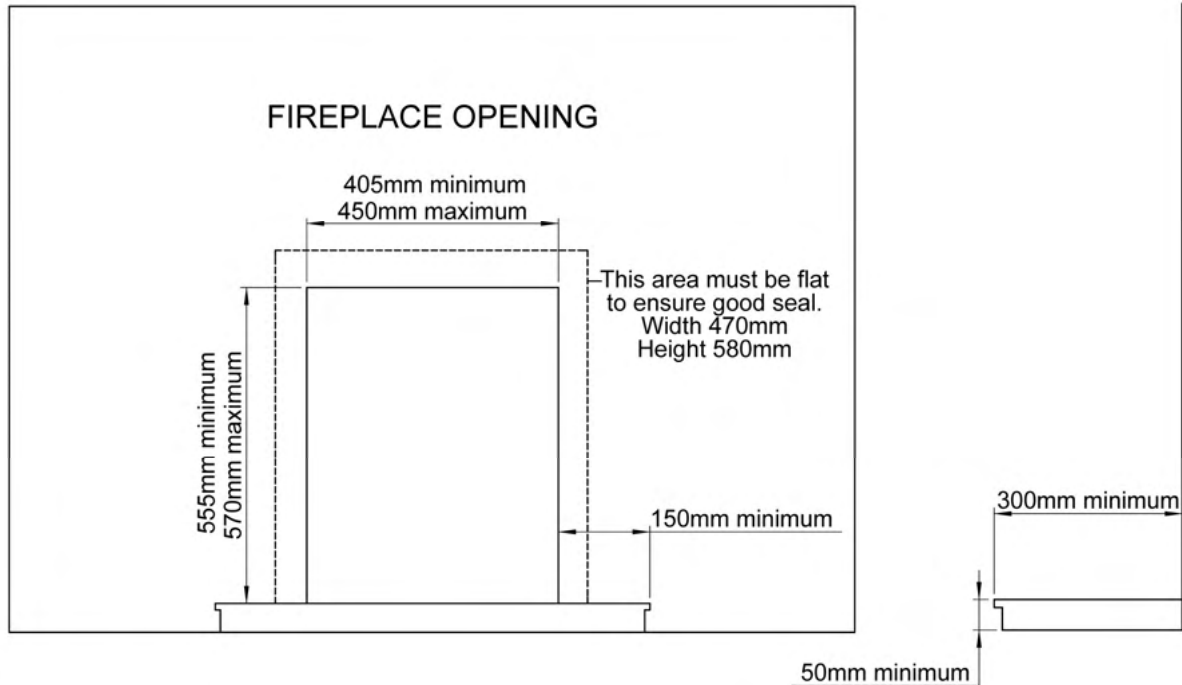 FIREPLACE OPENING
405mm minimum
450mm maximum
This area must be flat
to ensure good seal.
Width 470mm
Height 580mm
555mm minimum
570mm maximum
150mm minimum
300mm minimum
50mm minimum